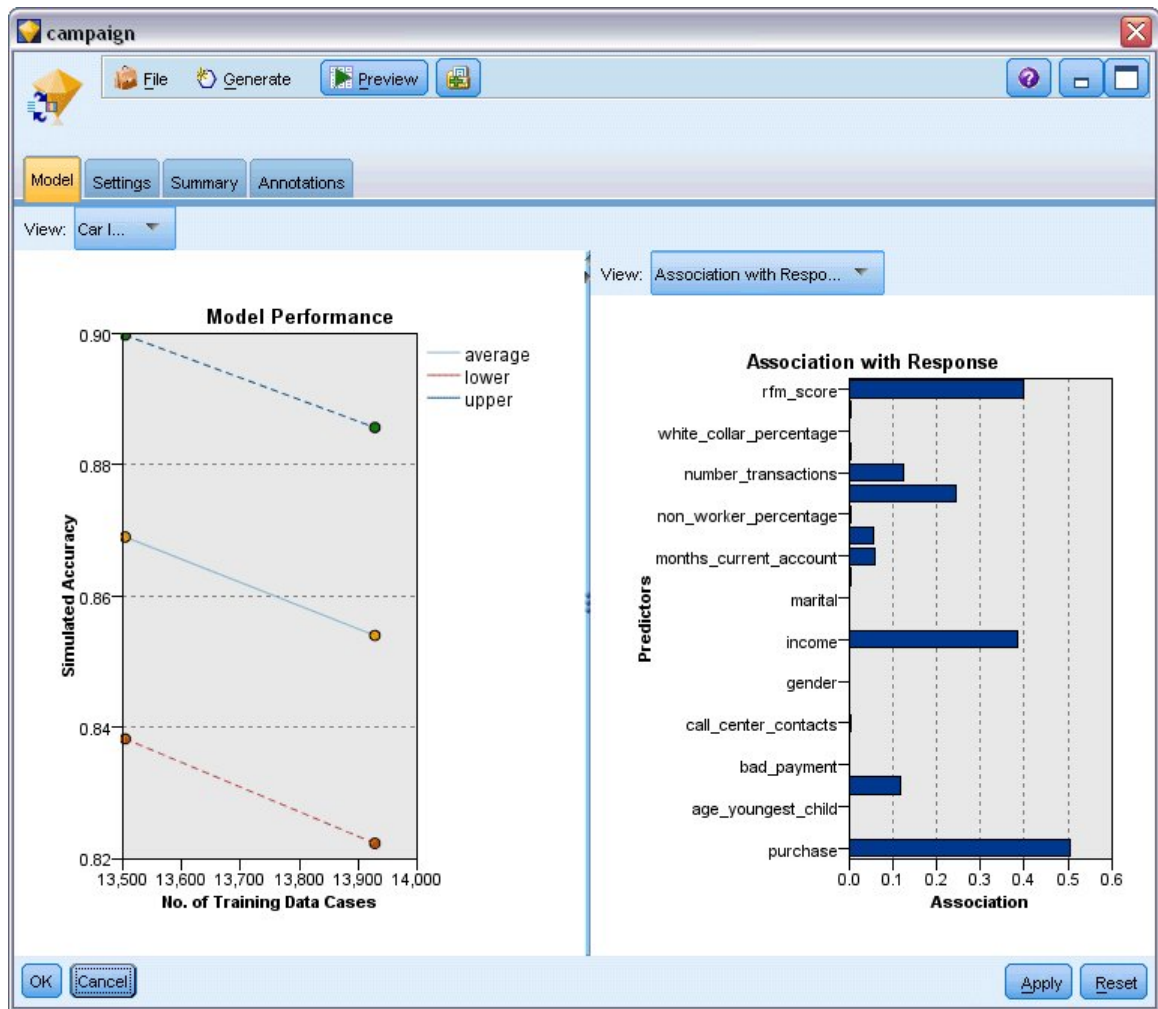 campaign
File Generate Preview
Model Settings Summary Annotations
View: Car l...
Model Performance
Simulated Accuracy
0.90
0.88
0.86
0.84
0.82
13,500 13,600 13,700 13,800 13,900 14,000
No. of Training Data Cases
average
lower
upper
View: Association with Respo...
Association with Response
Predictors
rfm_score
white_collar_percentage
number_transactions
non_worker_percentage
months_current_account
marital
income
gender
call_center_contacts
bad_payment
age_youngest_child
purchase
0.0 0.1 0.2 0.3 0.4 0.5 0.6
Association
OK Cancel Apply Reset